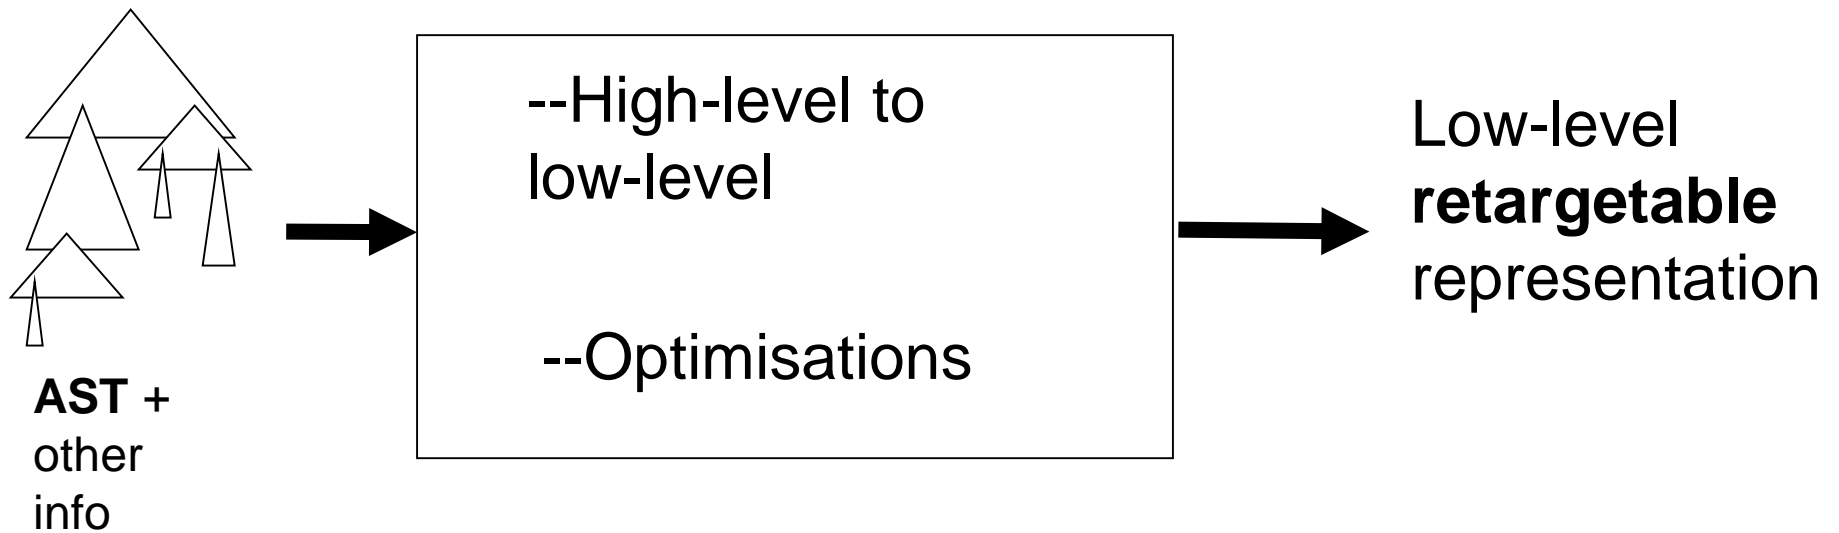 AST +
other
info
--High-level to
low-level
--Optimisations
Low-level
retargetable
representation